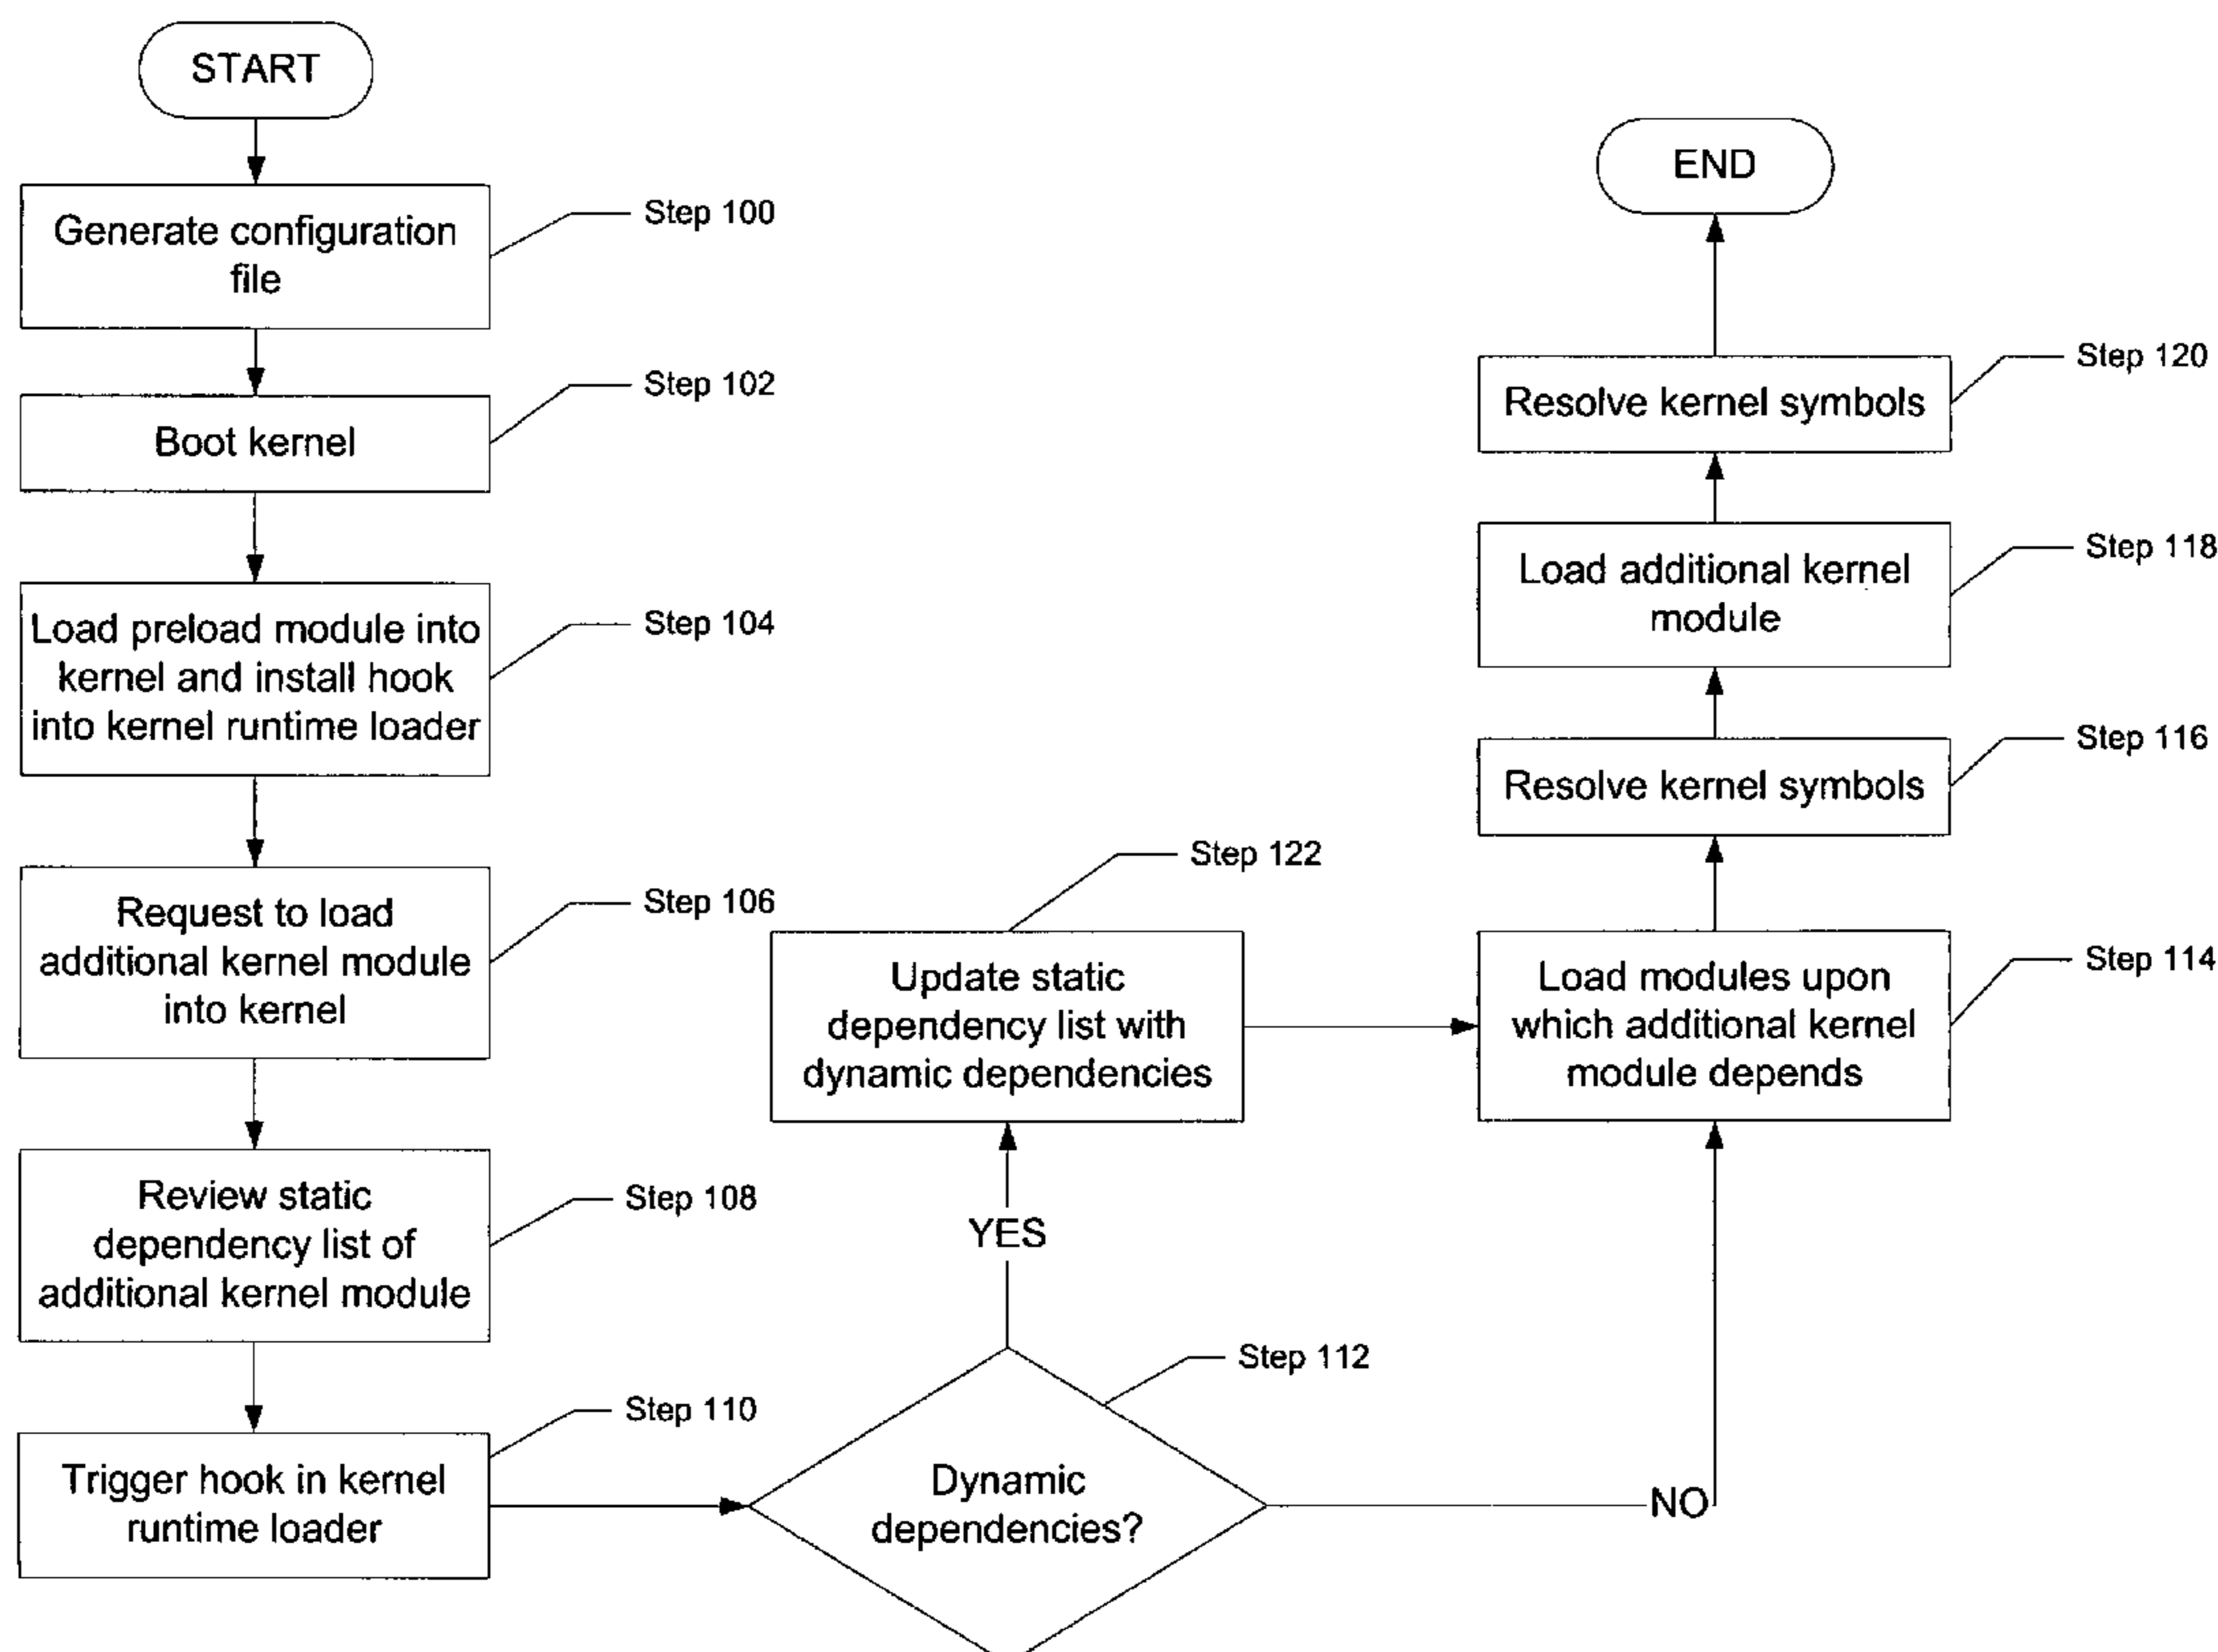 START
Generate configuration
file
Step 100
Boot kernel
Step 102
Load preload module into
kernel and install hook
into kernel runtime loader
Step 104
Request to load
additional kernel module
into kernel
Step 106
Review static
dependency list of
additional kernel module
Step 108
Trigger hook in kernel
runtime loader
Step 110
Dynamic
dependencies?
Step 112
YES
NO
Update static
dependency list with
dynamic dependencies
Step 122
Load modules upon
which additional kernel
module depends
Step 114
Resolve kernel symbols
Step 116
Load additional kernel
module
Step 118
Resolve kernel symbols
Step 120
END